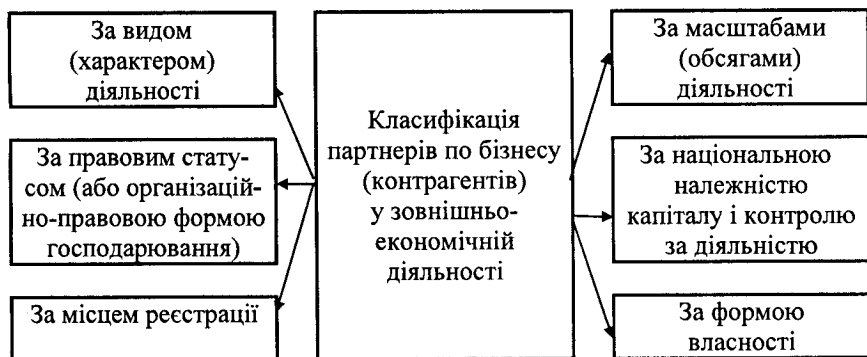 За видом
(характером)
діяльності
За правовим стату-
сом (або організацій-
но-правовою формою
господарювання)
За місцем реєстрації
Класифікація
партнерів по бізнесу
(контрагентів)
у зовнішньо-
економічній
діяльності
За масштабами
(обсягами)
діяльності
За національною
належністю
капіталу і контролю
за діяльністю
За формою
власності